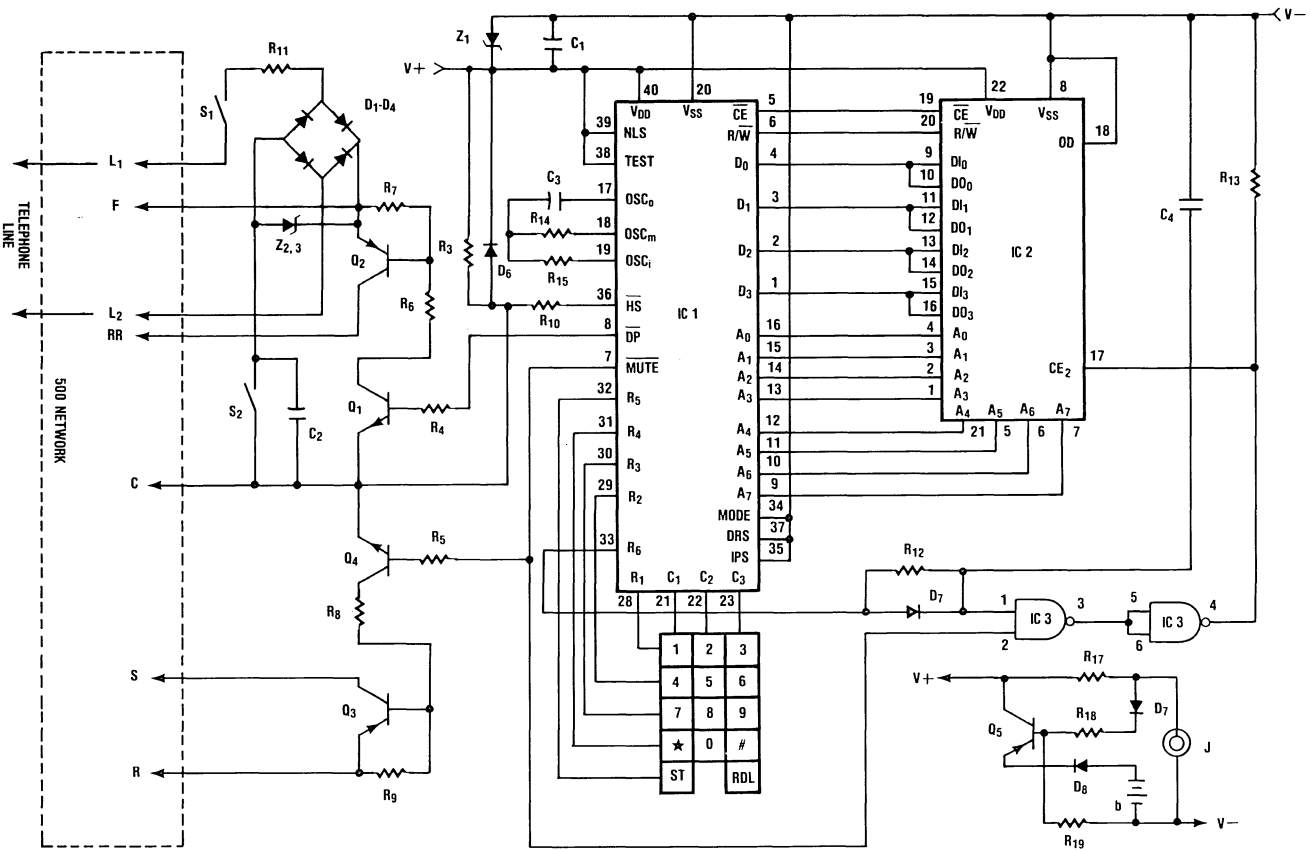 V−
Z1
C1
R11
V+
40
20
5
19
22
8
S1
D1-D4
VDD
VSS
CE
CE
VDD
VSS
39
NLS
R/W
6
20
R/W
OD
18
38
TEST
D0
4
9
DI0
L1
C3
17
OSC0
10
DO0
R13
F
R7
R14
18
OSCm
D1
3
11
DI1
12
DO1
C4
TELEPHONE
LINE
Z2, 3
R3
19
OSCi
D2
2
13
DI2
IC 2
Q2
D6
R15
14
DO2
R6
36
HS
D3
1
15
DI3
L2
R10
IC 1
16
DO3
RR
8
DP
A0
16
4
A0
7
MUTE
A1
15
3
A1
17
CE2
32
R5
A2
14
2
A2
S2
C2
Q1
R4
A3
13
1
A3
500 NETWORK
31
R4
A4
12
A4
21
A5
5
A6
6
A7
7
A5
11
30
R3
A6
10
C
29
R2
A7
9
MODE
34
DRS
37
Q4
R5
33
R6
IPS
35
R12
R8
R1
C1
C2
C3
28
21
22
23
D7
1
2
IC 3
3
5
6
IC 3
4
1 2 3
4 5 6
7 8 9
★ 0 #
ST RDL
S
Q3
R
R9
V+
R17
D7
Q5
R18
J
D8
b
R19
V−